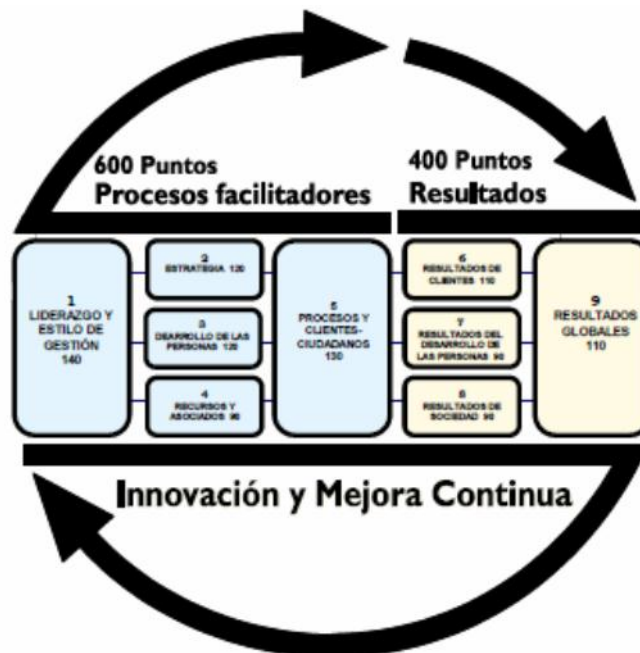 600 Puntos
Procesos facilitadores
400 Puntos
Resultados
1
LIDERAZGO Y
ESTILO DE
GESTIÓN
140
2
ESTRATEGIA 120
3
DEARROLLO DE LAS
PERSONAS 120
4
RECURSOS Y
ASOCIADOS 90
5
PROCESOS Y
CLIENTES-
CIUDADANOS
130
6
RESULTADOS DE
CLIENTES 110
7
RESULTADOS DEL
DESARROLLO DE
LAS PERSONAS 90
8
RESULTADOS DE
SOCIEDAD 90
9
RESULTADOS
GLOBALES
110
Innovación y Mejora Continua